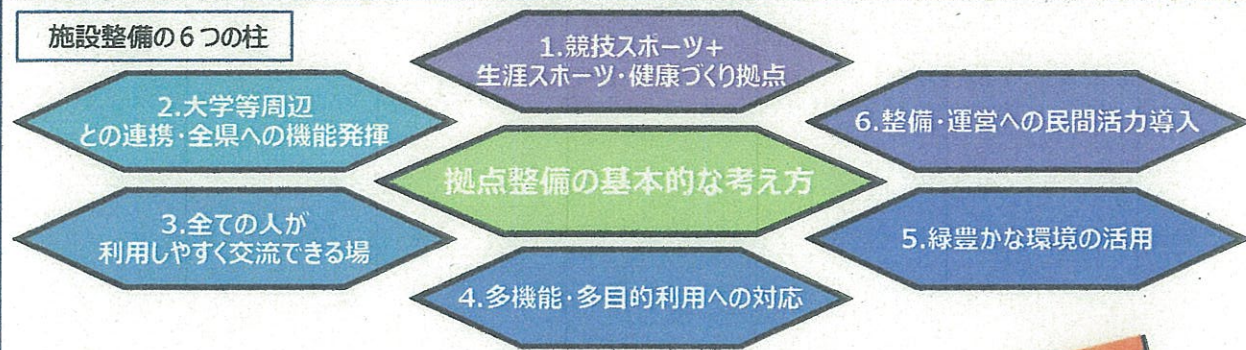 施設整備の6つの柱
1.競技スポーツ+
生涯スポーツ・健康づくり拠点
2.大学等周辺
との連携・全県への機能発揮
6.整備・運営への民間活力導入
拠点整備の基本的な考え方
3.全ての人が
利用しやすく交流できる場
5.緑豊かな環境の活用
4.多機能・多目的利用への対応